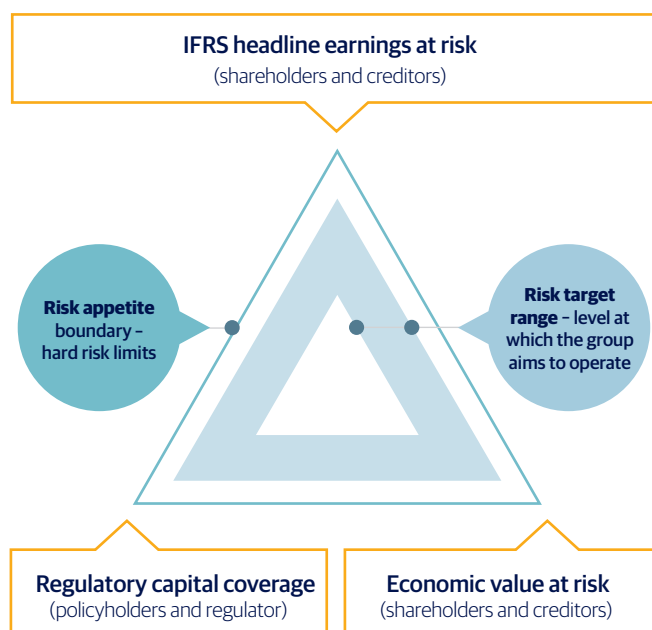 IFRS headline earnings at risk
(shareholders and creditors)
Risk appetite
boundary –
hard risk limits
Risk target
range – level at
which the group
aims to operate
Regulatory capital coverage
(policyholders and regulator)
Economic value at risk
(shareholders and creditors)